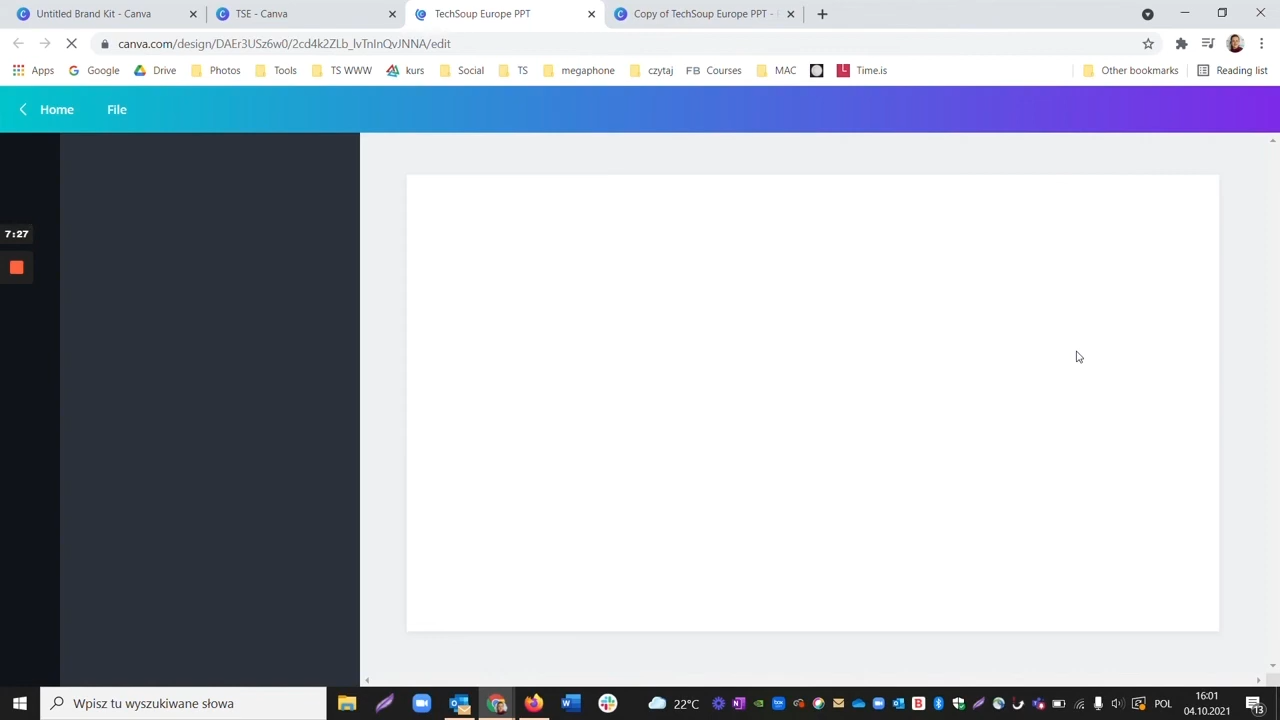 Untitled Brand Kit - Canva
TSE - Canva
TechSoup Europe PPT
Copy of TechSoup Europe PPT -
canva.com/design/DAEr3USz6w0/2cd4k2ZLb_lvTnInQvJNNA/edit
Apps
Google
Drive
Photos
Tools
TS WWW
kurs
Social
TS
megaphone
czytaj
FB Courses
MAC
Time.is
Other bookmarks
Reading list
Home
File
7:27
Wpisz tu wyszukiwane słowa
22°C
POL
16:01
04.10.2021
13